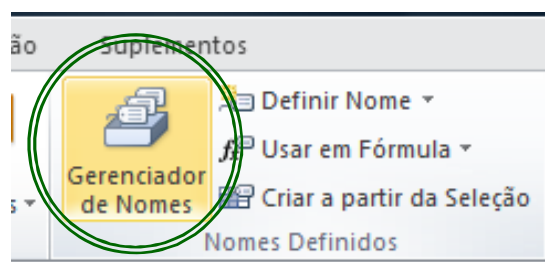 ão Suplementos
Definir Nome
Usar em Fórmula
Gerenciador
de Nomes
s
Criar a partir da Seleção
Nomes Definidos